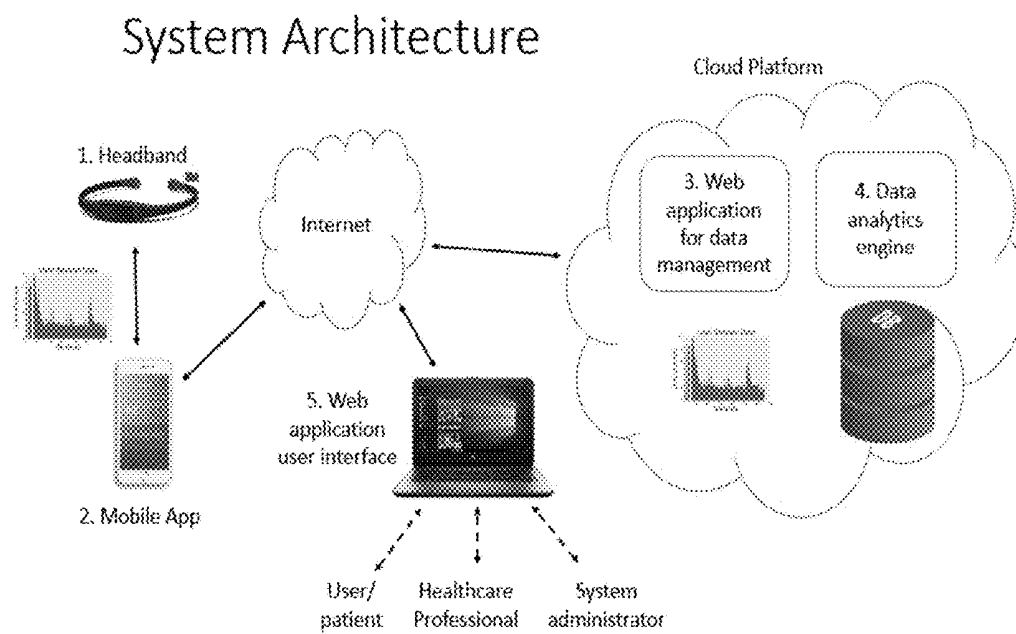 System Architecture
Cloud Platform
1. Headband
Internet
3. Web
application
for data
management
4. Data
analytics
engine
5. Web
application
user interface
2. Mobile App
User/
patient
Healthcare
Professional
System
administrator